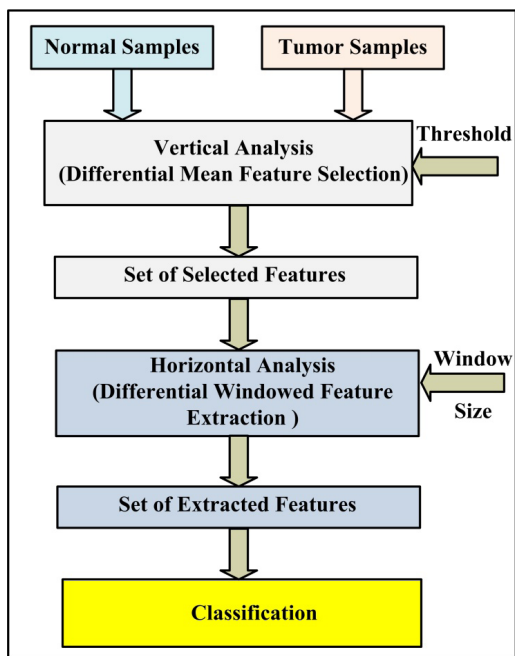 Normal Samples
Tumor Samples
Vertical Analysis
(Differential Mean Feature Selection)
Threshold
Set of Selected Features
Horizontal Analysis
(Differential Windowed Feature
Extraction )
Window
Size
Set of Extracted Features
Classification